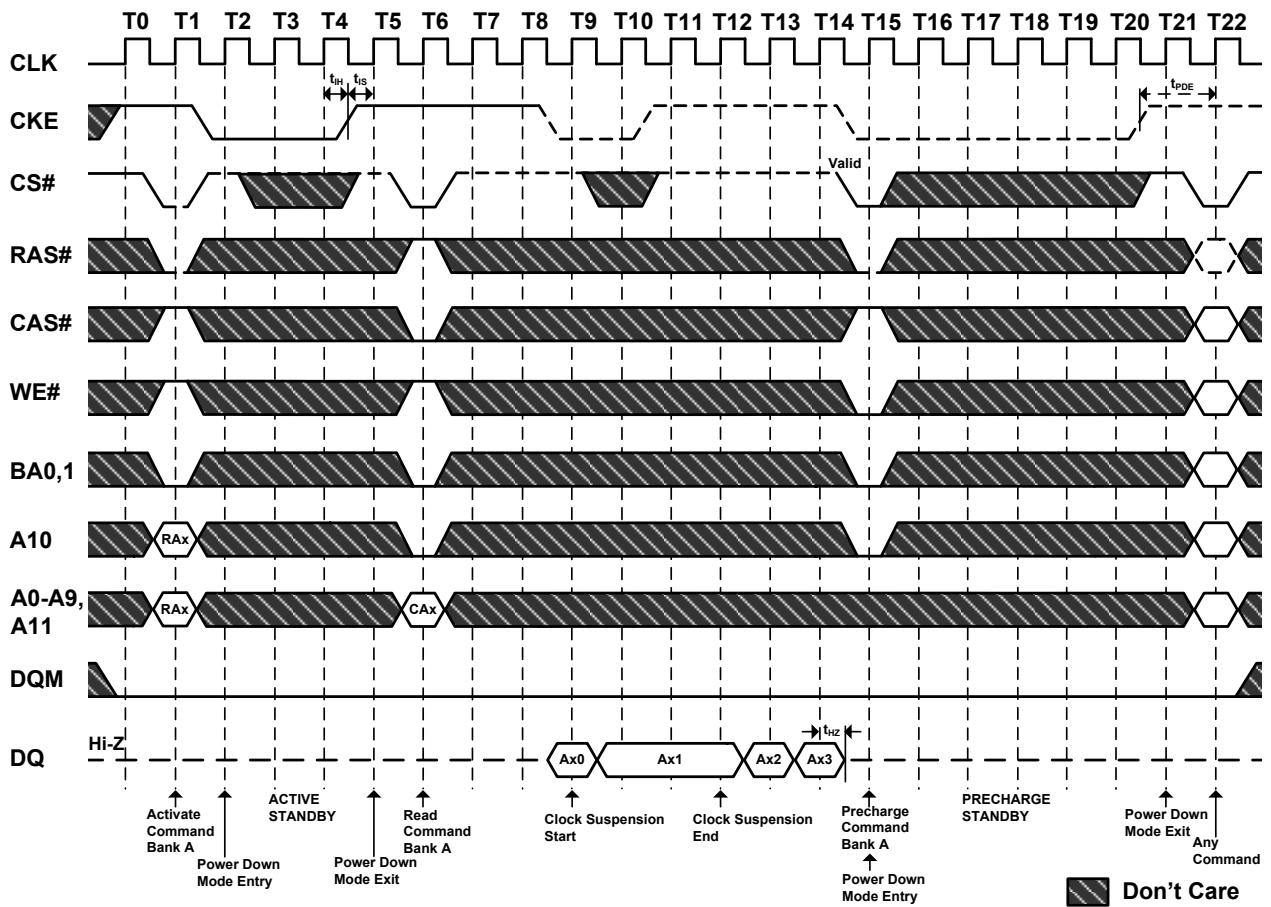 T0 T1 T2 T3 T4 T5 T6 T7 T8 T9 T10 T11 T12 T13 T14 T15 T16 T17 T18 T19 T20 T21 T22
CLK
tIH tIS
tPDE
CKE
Valid
CS#
RAS#
CAS#
WE#
BA0,1
A10
RAx
A0-A9,
A11
RAx
CAx
DQM
Hi-Z
tHZ
DQ
Ax0 Ax1 Ax2 Ax3
Activate
Command
Bank A
ACTIVE
STANDBY
Power Down
Mode Entry
Power Down
Mode Exit
Read
Command
Bank A
Clock Suspension
Start
Clock Suspension
End
Precharge
Command
Bank A
Power Down
Mode Entry
PRECHARGE
STANDBY
Power Down
Mode Exit
Any
Command
Don't Care